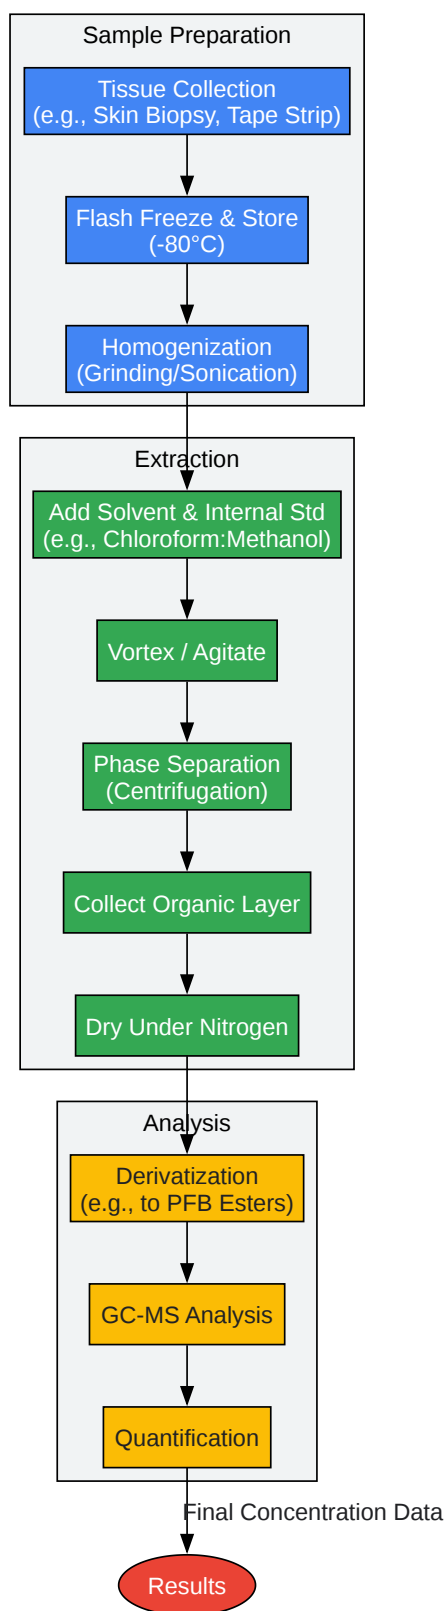 Sample Preparation
Tissue Collection
(e.g., Skin Biopsy, Tape Strip)
Flash Freeze & Store
(-80°C)
Homogenization
(Grinding/Sonication)
Extraction
Add Solvent & Internal Std
(e.g., Chloroform:Methanol)
Vortex / Agitate
Phase Separation
(Centrifugation)
Collect Organic Layer
Dry Under Nitrogen
Analysis
Derivatization
(e.g., to PFB Esters)
GC-MS Analysis
Quantification
Final Concentration Data
Results